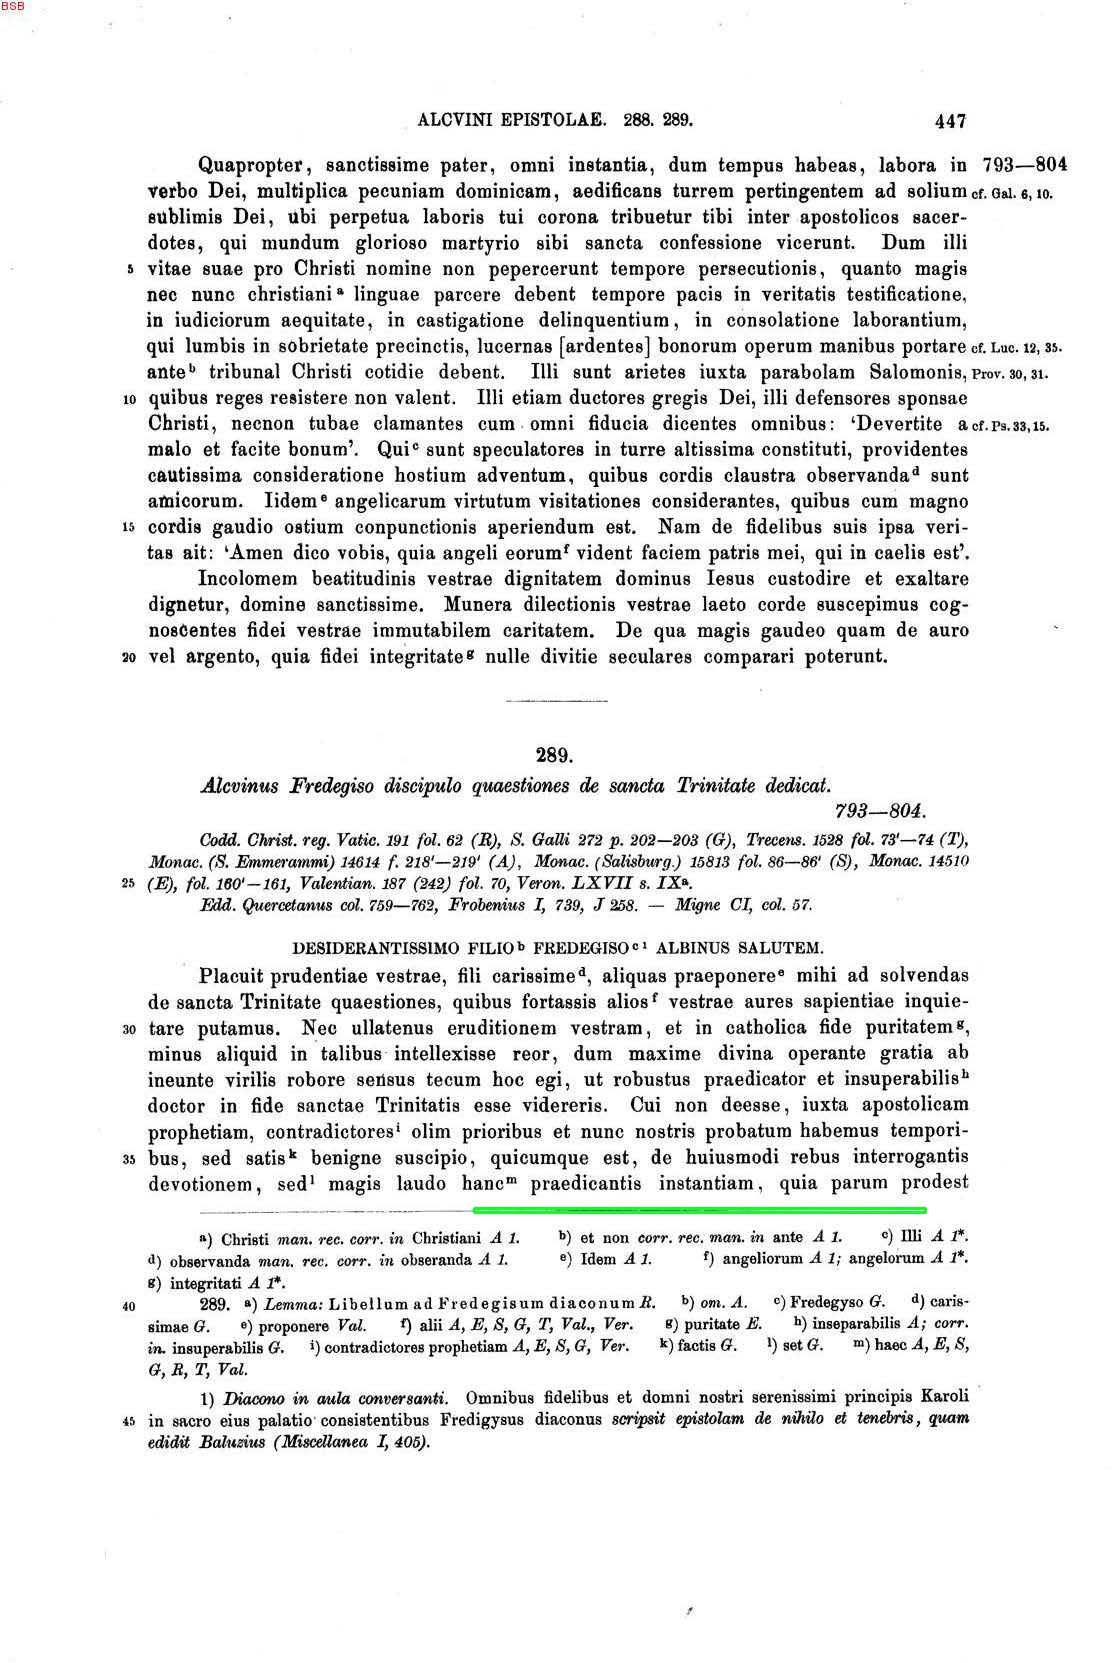 BSB
ALCVINI EPISTOLAE. 288. 289. 447
Quapropter, sanctissime pater, omni instantia, dum tempus habeas, labora in 793—804
verbo Dei, multiplica pecuniam dominicam, aedificans turrem pertingentem ad solium cf. Gal. 6, 10.
sublimis Dei, ubi perpetua laboris tui corona tribuetur tibi inter apostolicos sacer-
dotes, qui mundum glorioso martyrio sibi sancta confessione vicerunt. Dum illi
5 vitae suae pro Christi nomine non pepercerunt tempore persecutionis, quanto magis
nec nunc christiani a linguae parcere debent tempore pacis in veritatis testificatione,
in iudiciorum aequitate, in castigatione delinquentium, in consolatione laborantium,
qui lumbis in sobrietate precinctis, lucernas [ardentes] bonorum operum manibus portare cf. Luc. 12, 35.
ante b tribunal Christi cotidie debent. Illi sunt arietes iuxta parabolam Salomonis, Prov. 30, 31.
10 quibus reges resistere non valent. Illi etiam ductores gregis Dei, illi defensores sponsae
Christi, necnon tubae clamantes cum omni fiducia dicentes omnibus: ‘Devertite a cf. Ps. 33, 15.
malo et facite bonum’. Qui c sunt speculatores in turre altissima constituti, providentes
cautissima consideratione hostium adventum, quibus cordis claustra observanda d sunt
amicorum. Iidem e angelicarum virtutum visitationes considerantes, quibus cum magno
15 cordis gaudio ostium conpunctionis aperiendum est. Nam de fidelibus suis ipsa veri-
tas ait: ‘Amen dico vobis, quia angeli eorum f vident faciem patris mei, qui in caelis est’.
Incolomem beatitudinis vestrae dignitatem dominus Iesus custodire et exaltare
dignetur, domine sanctissime. Munera dilectionis vestrae laeto corde suscepimus cog-
noscentes fidei vestrae immutabilem caritatem. De qua magis gaudeo quam de auro
20 vel argento, quia fidei integritate g nulle divitie seculares comparari poterunt.
289.
Alcvinus Fredegiso discipulo quaestiones de sancta Trinitate dedicat.
793—804.
Codd. Christ. reg. Vatic. 191 fol. 62 (R), S. Galli 272 p. 202—203 (G), Trecens. 1528 fol. 73'—74 (T),
Monac. (S. Emmerammi) 14614 f. 218'—219' (A), Monac. (Salisburg.) 15813 fol. 86—86' (S), Monac. 14510
25 (E), fol. 160'—161, Valentian. 187 (242) fol. 70, Veron. LXVII s. IXa.
Edd. Quercetanus col. 759—762, Frobenius I, 739, J 258. — Migne CI, col. 57.
DESIDERANTISSIMO FILIO b FREDEGISO c 1 ALBINUS SALUTEM.
Placuit prudentiae vestrae, fili carissime d, aliquas praeponere e mihi ad solvendas
de sancta Trinitate quaestiones, quibus fortassis alios f vestrae aures sapientiae inquie-
30 tare putamus. Nec ullatenus eruditionem vestram, et in catholica fide puritatem g,
minus aliquid in talibus intellexisse reor, dum maxime divina operante gratia ab
ineunte virilis robore sensus tecum hoc egi, ut robustus praedicator et insuperabilis h
doctor in fide sanctae Trinitatis esse videreris. Cui non deesse, iuxta apostolicam
prophetiam, contradictores i olim prioribus et nunc nostris probatum habemus tempori-
35 bus, sed satis k benigne suscipio, quicumque est, de huiusmodi rebus interrogantis
devotionem, sed l magis laudo hanc m praedicantis instantiam, quia parum prodest
a) Christi man. rec. corr. in Christiani A 1. b) et non corr. rec. man. in ante A 1. c) Illi A 1*.
d) observanda man. rec. corr. in obseranda A 1. e) Idem A 1. f) angeliorum A 1; angelorum A 1*.
g) integritati A 1*.
40 289. a) Lemma: Libellum ad Fredegisum diaconum R. b) om. A. c) Fredegyso G. d) caris-
simae G. e) proponere Val. f) alii A, E, S, G, T, Val., Ver. g) puritate E. h) inseparabilis A; corr.
in. insuperabilis G. i) contradictores prophetiam A, E, S, G, Ver. k) factis G. l) set G. m) haec A, E, S,
G, R, T, Val.
1) Diacono in aula conversanti. Omnibus fidelibus et domni nostri serenissimi principis Karoli
45 in sacro eius palatio consistentibus Fredigysus diaconus scripsit epistolam de nihilo et tenebris, quam
edidit Baluzius (Miscellanea I, 405).